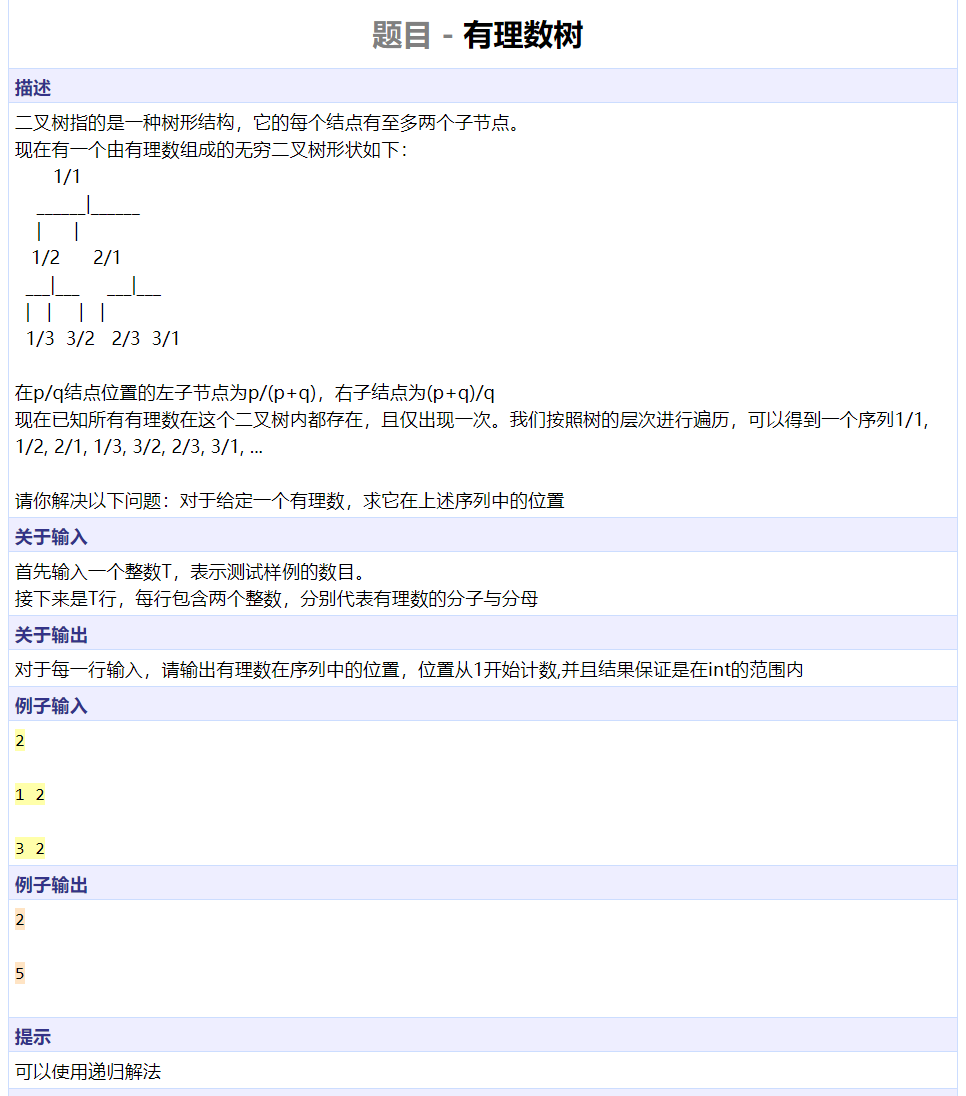 题目 - 有理数树
描述
二叉树指的是一种树形结构，它的每个结点有至多两个子节点。
现在有一个由有理数组成的无穷二叉树形状如下：
1/1
______|______
|      |
1/2      2/1
___|___      ___|___
|   |      |   |
1/3  3/2   2/3  3/1
在p/q结点位置的左子节点为p/(p+q)，右子结点为(p+q)/q
现在已知所有有理数在这个二叉树内都存在，且仅出现一次。我们按照树的层次进行遍历，可以得到一个序列1/1,
1/2, 2/1, 1/3, 3/2, 2/3, 3/1, ...
请你解决以下问题：对于给定一个有理数，求它在上述序列中的位置
关于输入
首先输入一个整数T，表示测试样例的数目。
接下来是T行，每行包含两个整数，分别代表有理数的分子与分母
关于输出
对于每一行输入，请输出有理数在序列中的位置，位置从1开始计数,并且结果保证是在int的范围内
例子输入
2
1 2
3 2
例子输出
2
5
提示
可以使用递归解法